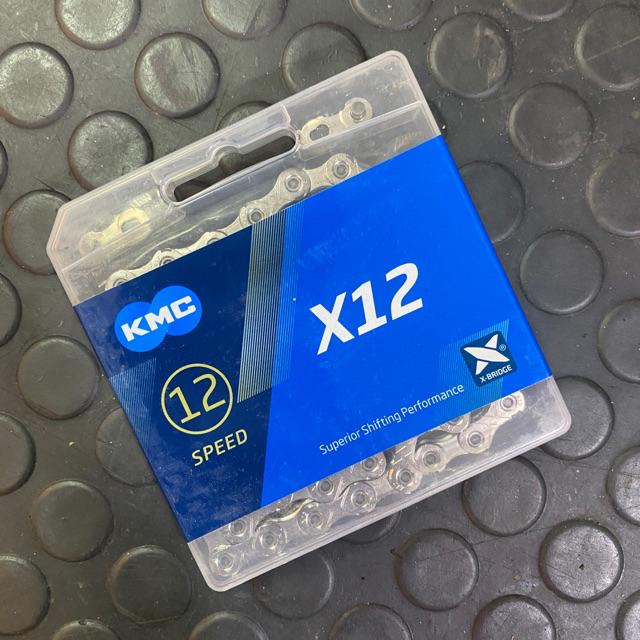 KMC
X12
12
SPEED
Superior Shifting Performance
X-BRIDGE
®